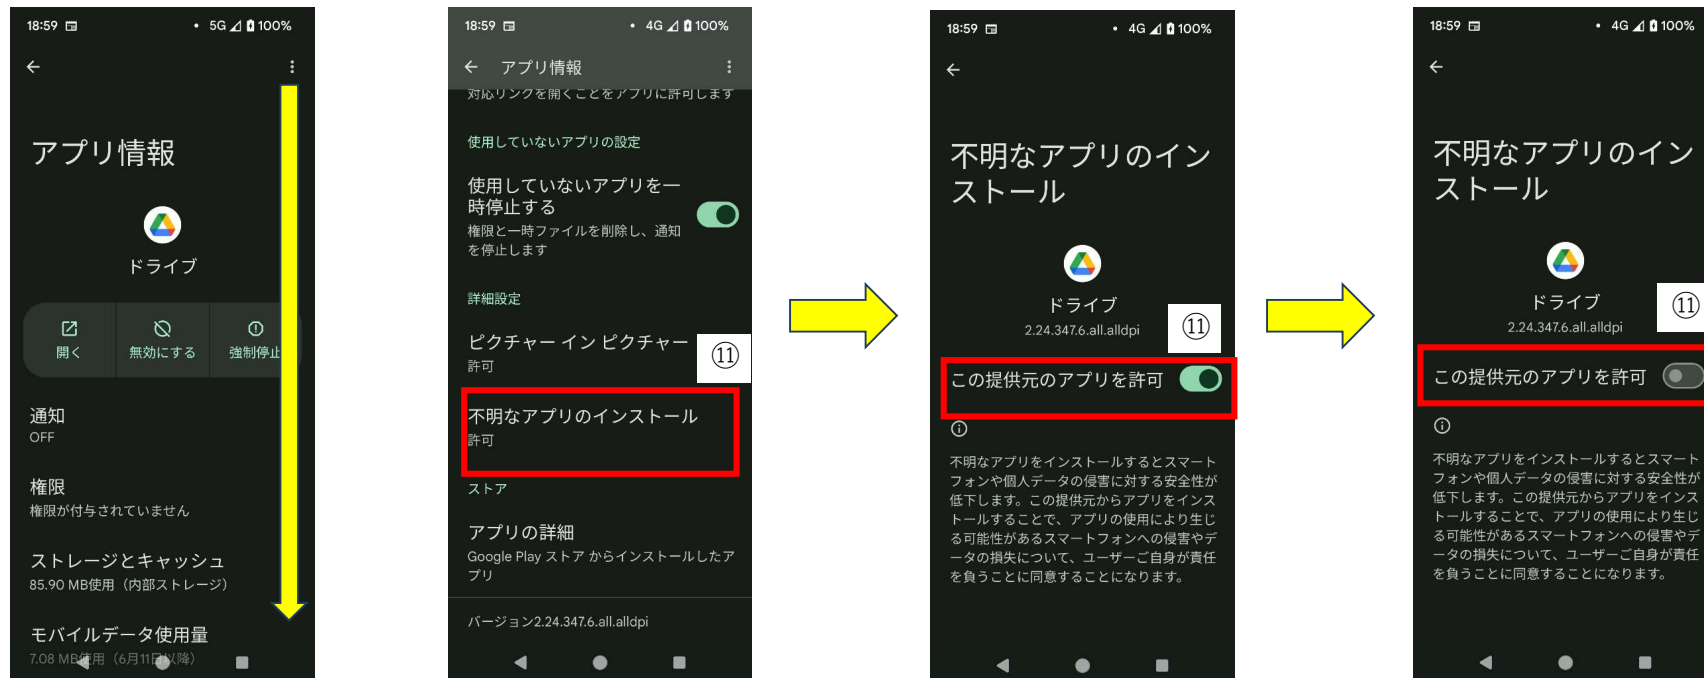 18:59
5G 100%
アプリ情報
ドライブ
開く
無効にする
強制停止
通知
OFF
権限
権限が付与されていません
ストレージとキャッシュ
85.90 MB使用（内部ストレージ）
モバイルデータ使用量
7.08 MB使用（6月11日以降）
18:59
4G 100%
アプリ情報
対応リンクを開くことをアプリに許可します
使用していないアプリの設定
使用していないアプリを一
時停止する
権限と一時ファイルを削除し、通知
を停止します
詳細設定
ピクチャー イン ピクチャー
許可
⑪
不明なアプリのインストール
許可
ストア
アプリの詳細
Google Play ストア からインストールしたア
プリ
バージョン2.24.347.6.all.alldpi
18:59
4G 100%
不明なアプリのイン
ストール
ドライブ
2.24.347.6.all.alldpi
⑪
この提供元のアプリを許可
不明なアプリをインストールするとスマート
フォンや個人データの侵害に対する安全性が
低下します。この提供元からアプリをインス
トールすることで、アプリの使用により生じ
る可能性があるスマートフォンへの侵害やデ
ータの損失について、ユーザーご自身が責任
を負うことに同意することになります。
18:59
4G 100%
不明なアプリのイン
ストール
ドライブ
2.24.347.6.all.alldpi
⑪
この提供元のアプリを許可
不明なアプリをインストールするとスマート
フォンや個人データの侵害に対する安全性が
低下します。この提供元からアプリをインス
トールすることで、アプリの使用により生じ
る可能性があるスマートフォンへの侵害やデ
ータの損失について、ユーザーご自身が責任
を負うことに同意することになります。